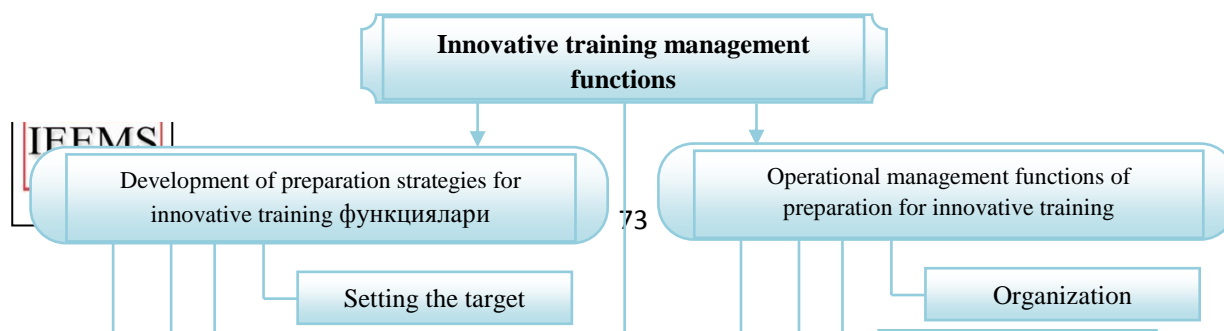 Innovative training management
functions
IEEMS
Development of preparation strategies for
innovative training функциялари
Operational management functions of
preparation for innovative training
73
Setting the target
Organization